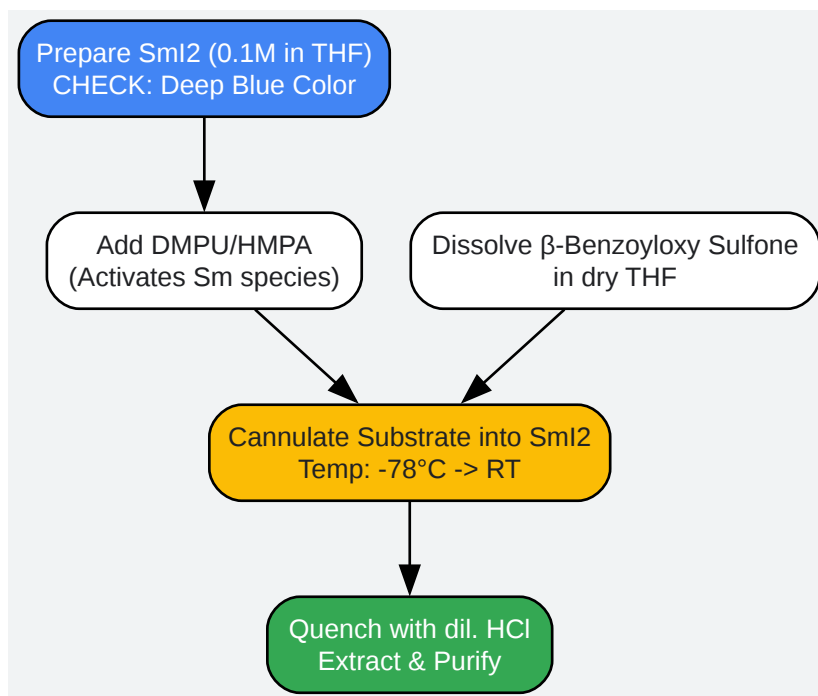 Prepare SmI2 (0.1M in THF)
CHECK: Deep Blue Color
Add DMPU/HMPA
(Activates Sm species)
Dissolve β-Benzoyloxy Sulfone
in dry THF
Cannulate Substrate into SmI2
Temp: -78°C -> RT
Quench with dil. HCl
Extract & Purify